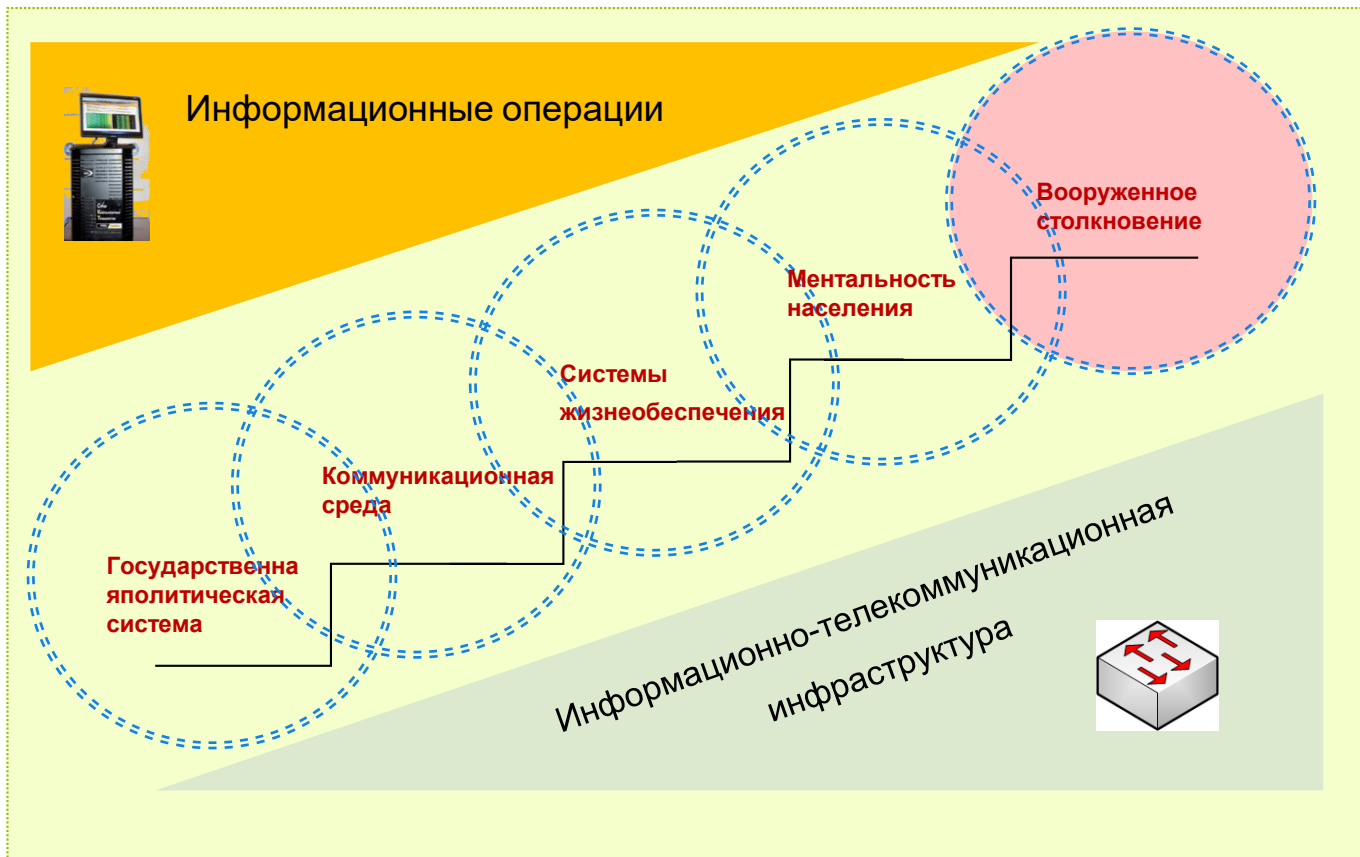 Информационные операции
Вооруженное
столкновение
Ментальность
населения
Системы
жизнеобеспечения
Коммуникационная
среда
Государственна
яполитическая
система
Информационно-телекоммуникационная
инфраструктура